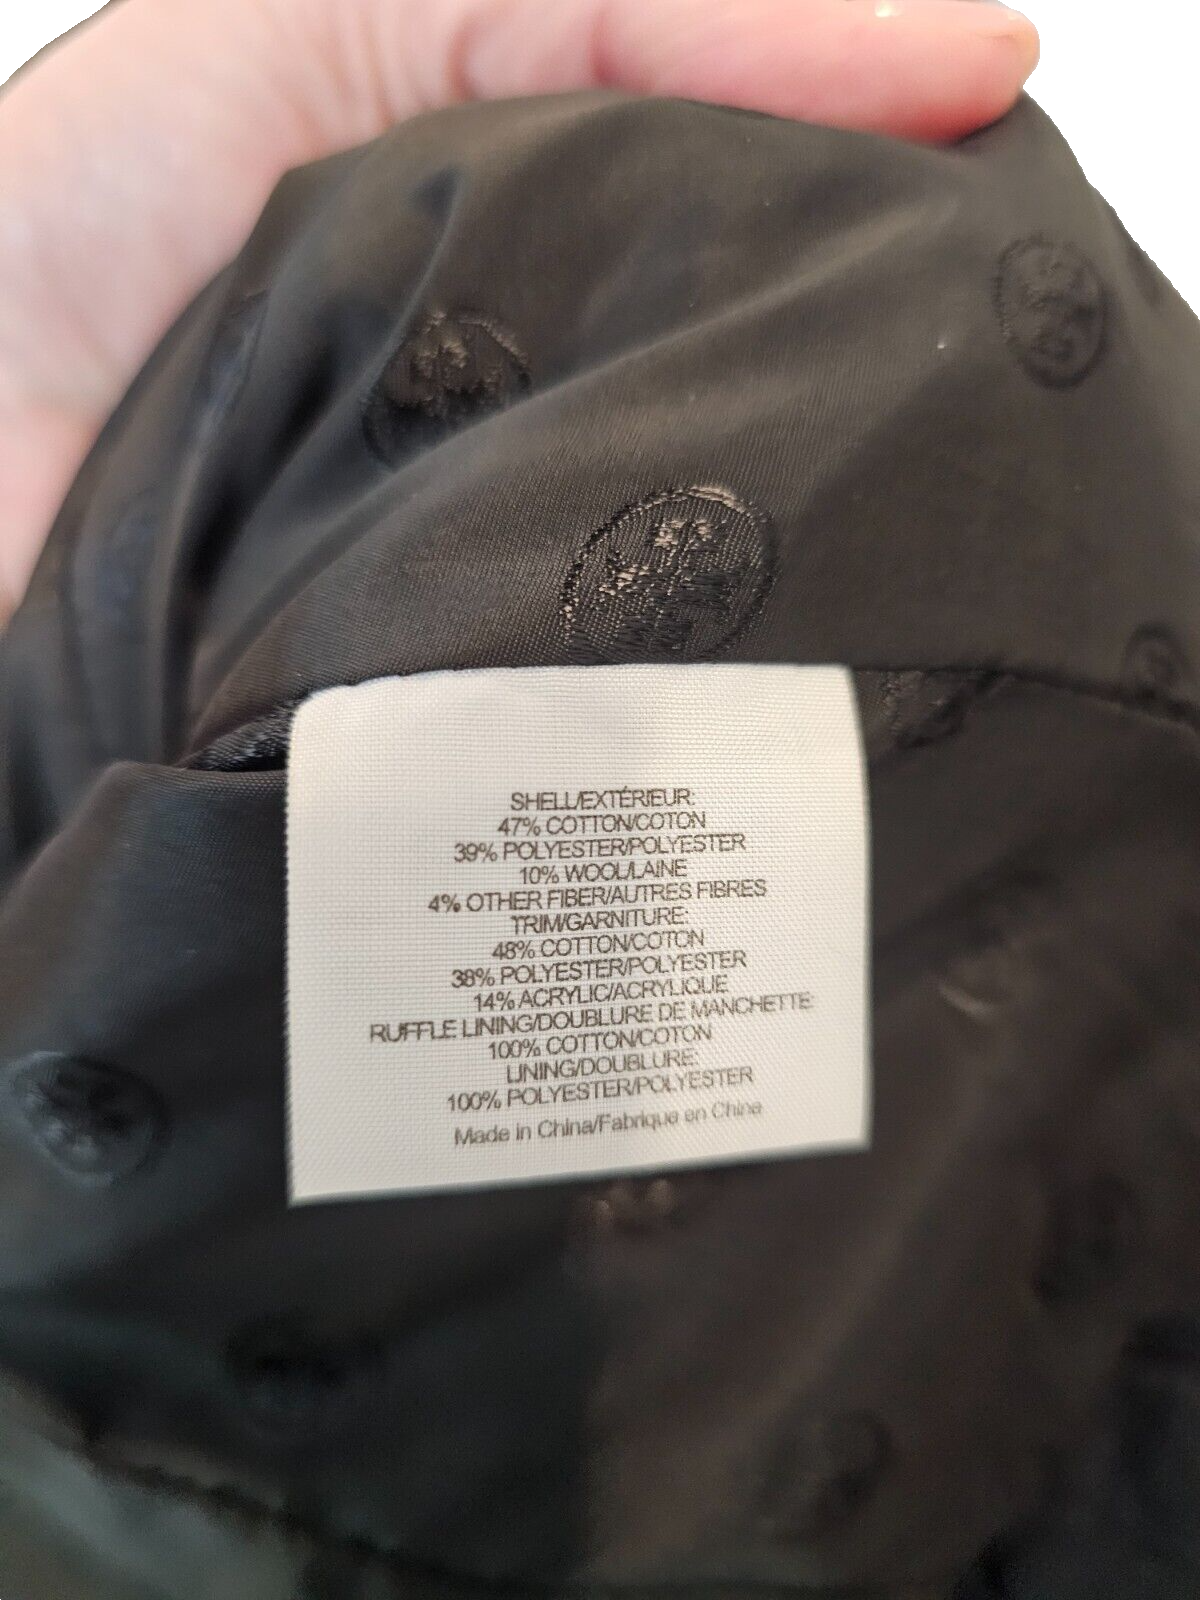 SHELL/EXTÉRIEUR:
47% COTTON/COTON
39% POLYESTER/POLYESTER
10% WOOL/LAINE
4% OTHER FIBER/AUTRES FIBRES
TRIM/GARNITURE:
48% COTTON/COTON
38% POLYESTER/POLYESTER
14% ACRYLIC/ACRYLIQUE
RUFFLE LINING/DOUBLURE DE MANCHETTE:
100% COTTON/COTON
LINING/DOUBLURE:
100% POLYESTER/POLYESTER
Made in China/Fabrique en Chine